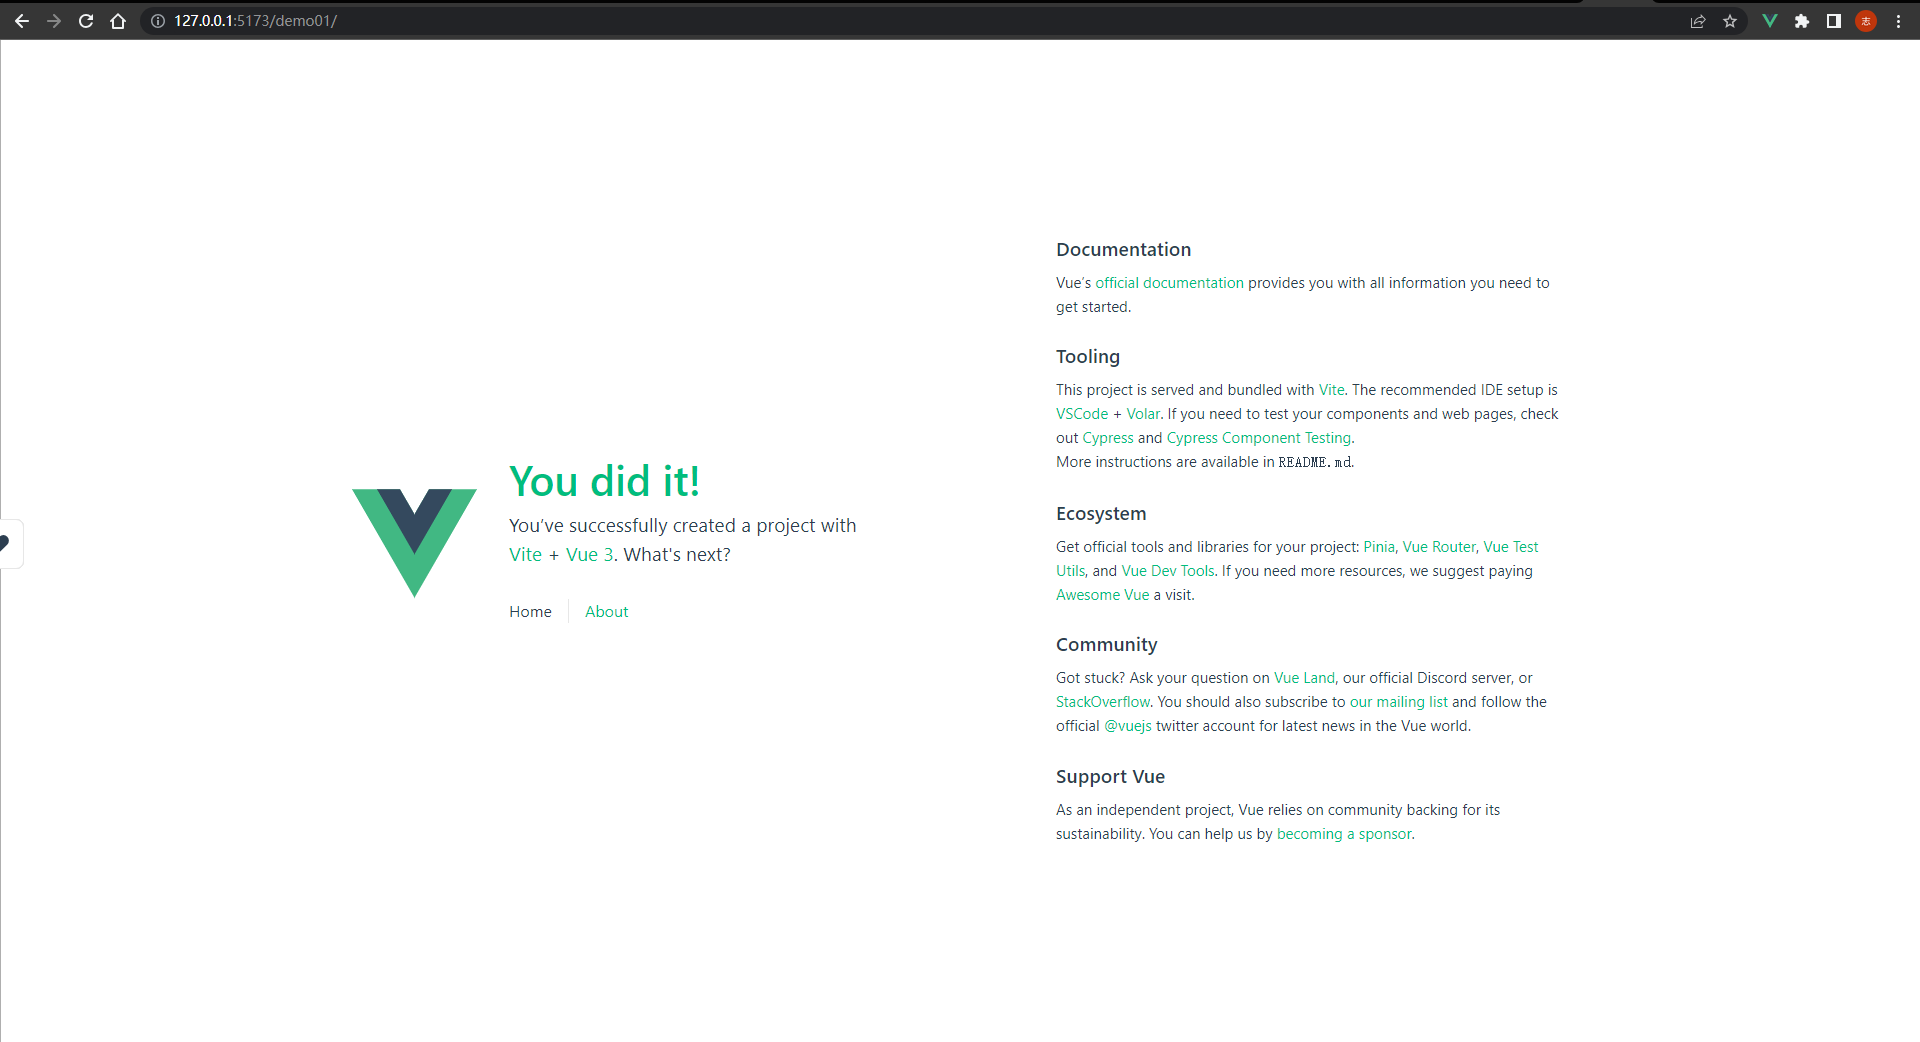 127.0.0.1:5173/demo01/
志
You did it!
You’ve successfully created a project with
Vite + Vue 3. What's next?
Home
About
Documentation
Vue’s official documentation provides you with all information you need to
get started.
Tooling
This project is served and bundled with Vite. The recommended IDE setup is
VSCode + Volar. If you need to test your components and web pages, check
out Cypress and Cypress Component Testing.
More instructions are available in README.md.
Ecosystem
Get official tools and libraries for your project: Pinia, Vue Router, Vue Test
Utils, and Vue Dev Tools. If you need more resources, we suggest paying
Awesome Vue a visit.
Community
Got stuck? Ask your question on Vue Land, our official Discord server, or
StackOverflow. You should also subscribe to our mailing list and follow the
official @vuejs twitter account for latest news in the Vue world.
Support Vue
As an independent project, Vue relies on community backing for its
sustainability. You can help us by becoming a sponsor.